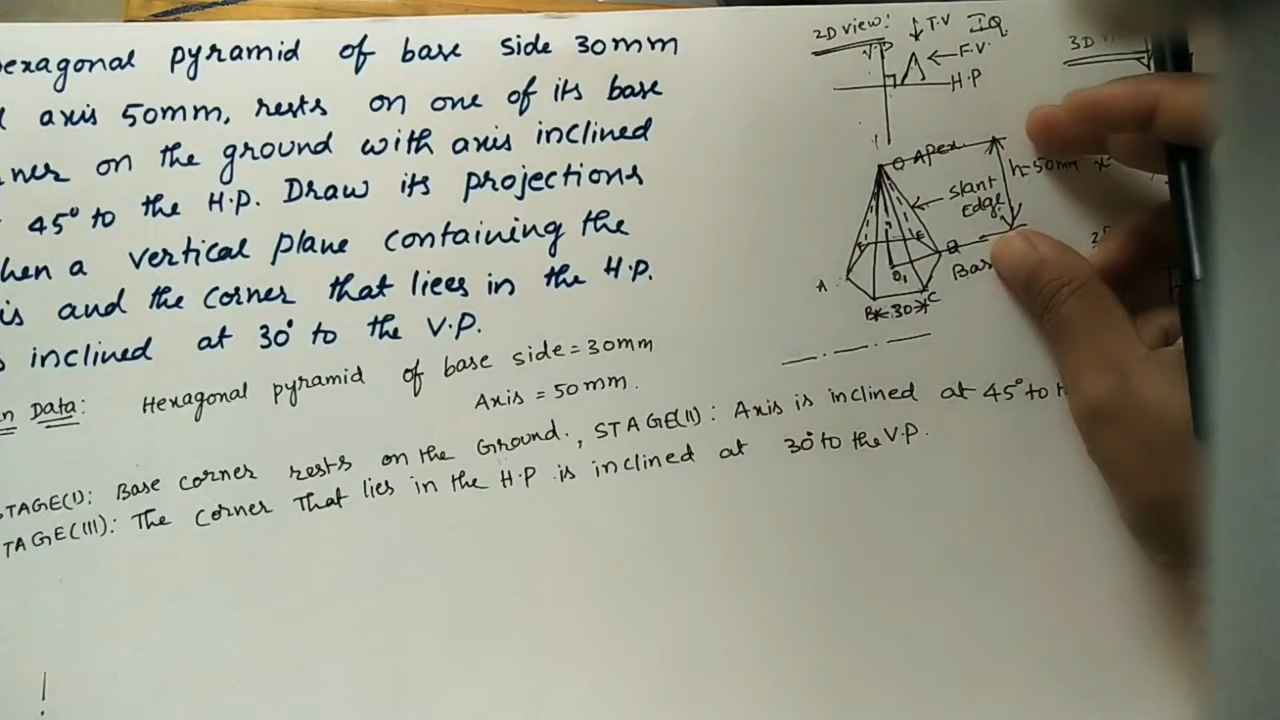 exagonal pyramid of base side 30mm
axis 50mm, rests on one of its base
ner on the ground with axis inclined
45° to the H.P. Draw its projections
hen a vertical plane containing the
is and the corner that liees in the H.P.
s inclined at 30° to the V.P.
n Data: Hexagonal pyramid of base side = 30mm
Axis = 50mm.
STAGE(I): Base corner rests on the Ground., STAGE(II): Axis is inclined at 45° to
TAGE(III): The corner That lies in the H.P is inclined at 30° to the V.P.
2D view:
T.V IQ
V.P
F.V.
H.P
3D
O Apex
h=50mm
slant
Edge
E
O1
A
Bas
B 30 C